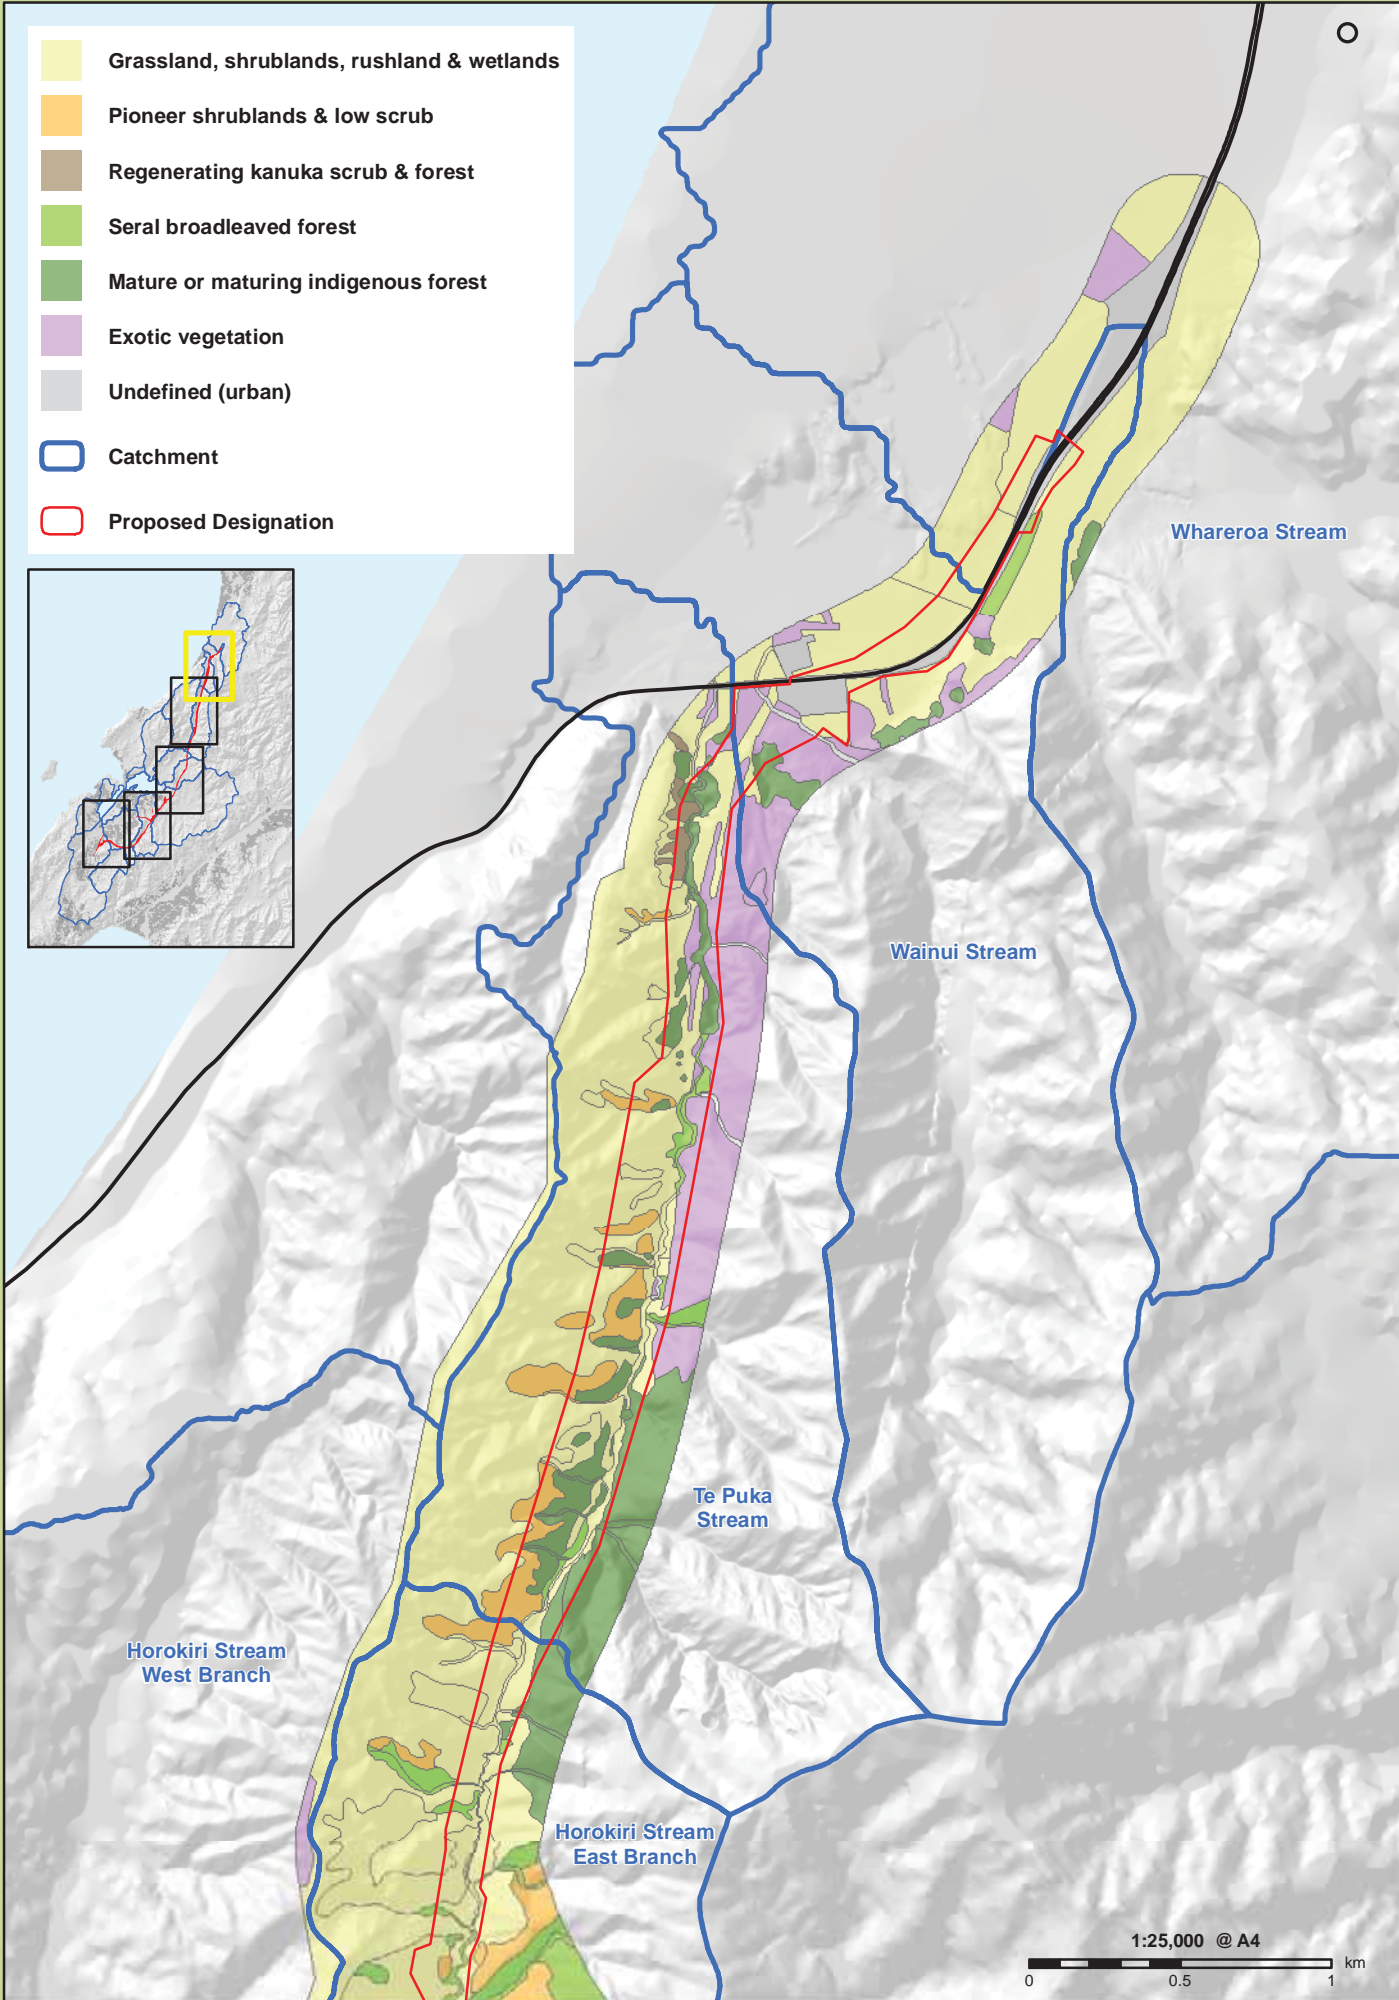 Grassland, shrublands, rushland & wetlands
Pioneer shrublands & low scrub
Regenerating kanuka scrub & forest
Seral broadleaved forest
Mature or maturing indigenous forest
Exotic vegetation
Undefined (urban)
Catchment
Proposed Designation
Whareroa Stream
Wainui Stream
Te Puka
Stream
Horokiri Stream
West Branch
Horokiri Stream
East Branch
1:25,000 @ A4
km
0
0.5
1